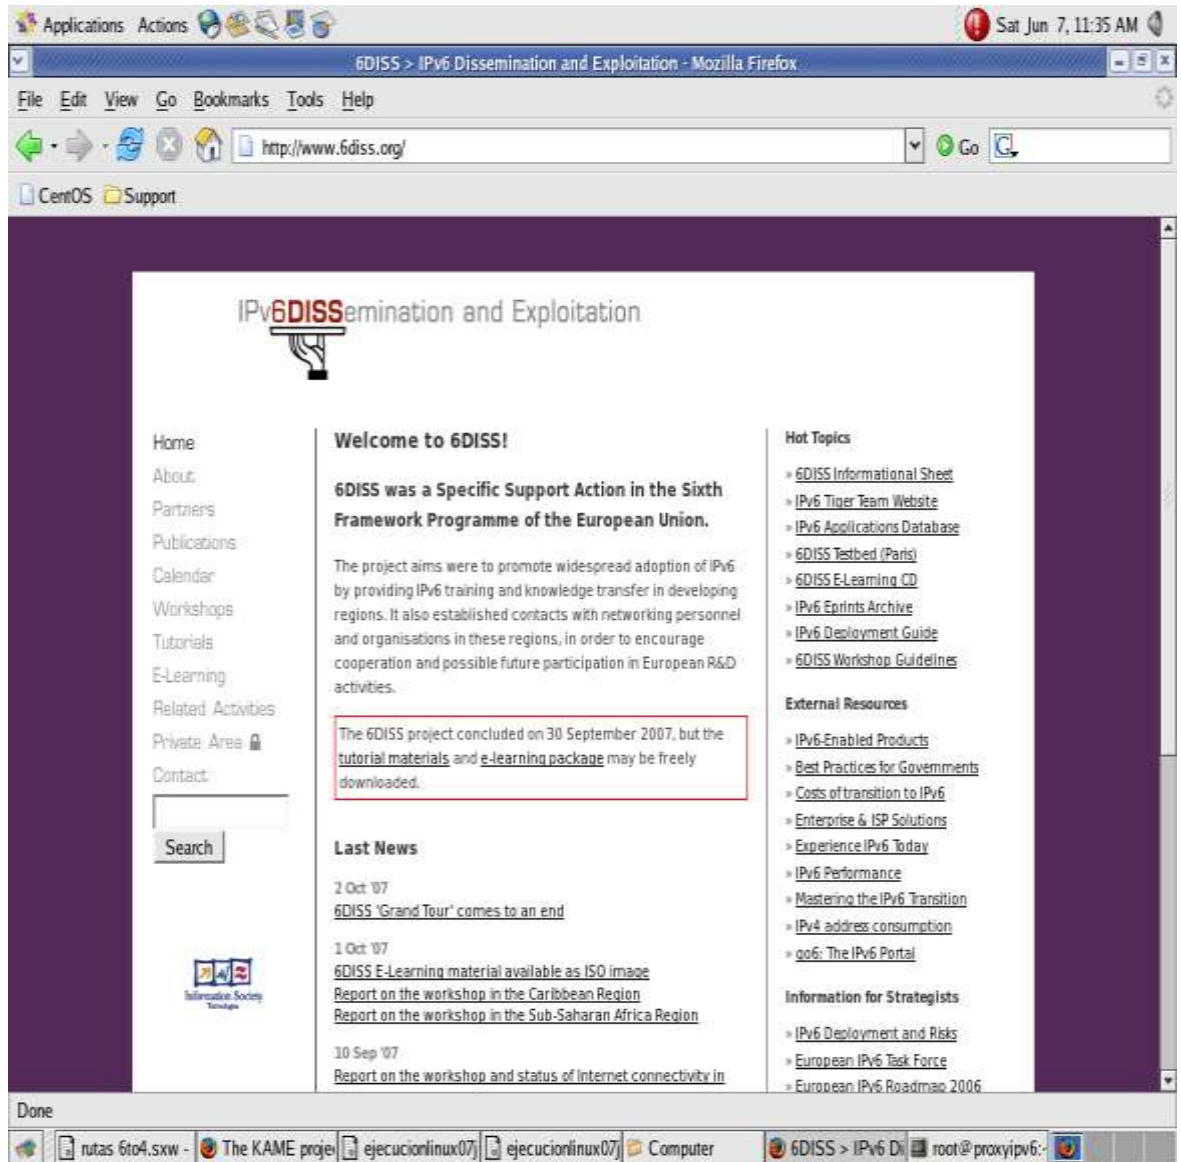 Applications Actions Sat Jun 7, 11:35 AM
6DISS > IPv6 Dissemination and Exploitation - Mozilla Firefox
File Edit View Go Bookmarks Tools Help
http://www.6diss.org/ Go
CentOS Support
IPv6DISSemination and Exploitation
Home
About
Partners
Publications
Calendar
Workshops
Tutorials
E-Learning
Related Activities
Private Area
Contact
Search
Information Society
Technologies
Welcome to 6DISS!
6DISS was a Specific Support Action in the Sixth
Framework Programme of the European Union.
The project aims were to promote widespread adoption of IPv6
by providing IPv6 training and knowledge transfer in developing
regions. It also established contacts with networking personnel
and organisations in these regions, in order to encourage
cooperation and possible future participation in European R&D
activities.
The 6DISS project concluded on 30 September 2007, but the
tutorial materials and e-learning package may be freely
downloaded.
Last News
2 Oct '07
6DISS 'Grand Tour' comes to an end
1 Oct '07
6DISS E-Learning material available as ISO image
Report on the workshop in the Caribbean Region
Report on the workshop in the Sub-Saharan Africa Region
10 Sep '07
Report on the workshop and status of Internet connectivity in
Hot Topics
» 6DISS Informational Sheet
» IPv6 Tiger Team Website
» IPv6 Applications Database
» 6DISS Testbed (Paris)
» 6DISS E-Learning CD
» IPv6 Eprints Archive
» IPv6 Deployment Guide
» 6DISS Workshop Guidelines
External Resources
» IPv6-Enabled Products
» Best Practices for Governments
» Costs of transition to IPv6
» Enterprise & ISP Solutions
» Experience IPv6 Today
» IPv6 Performance
» Mastering the IPv6 Transition
» IPv4 address consumption
» go6: The IPv6 Portal
Information for Strategists
» IPv6 Deployment and Risks
» European IPv6 Task Force
» European IPv6 Roadmap 2006
Done
rutas 6to4.sxw - The KAME proje ejecucionlinux07j ejecucionlinux07j Computer 6DISS > IPv6 Di root@proxyipv6:~